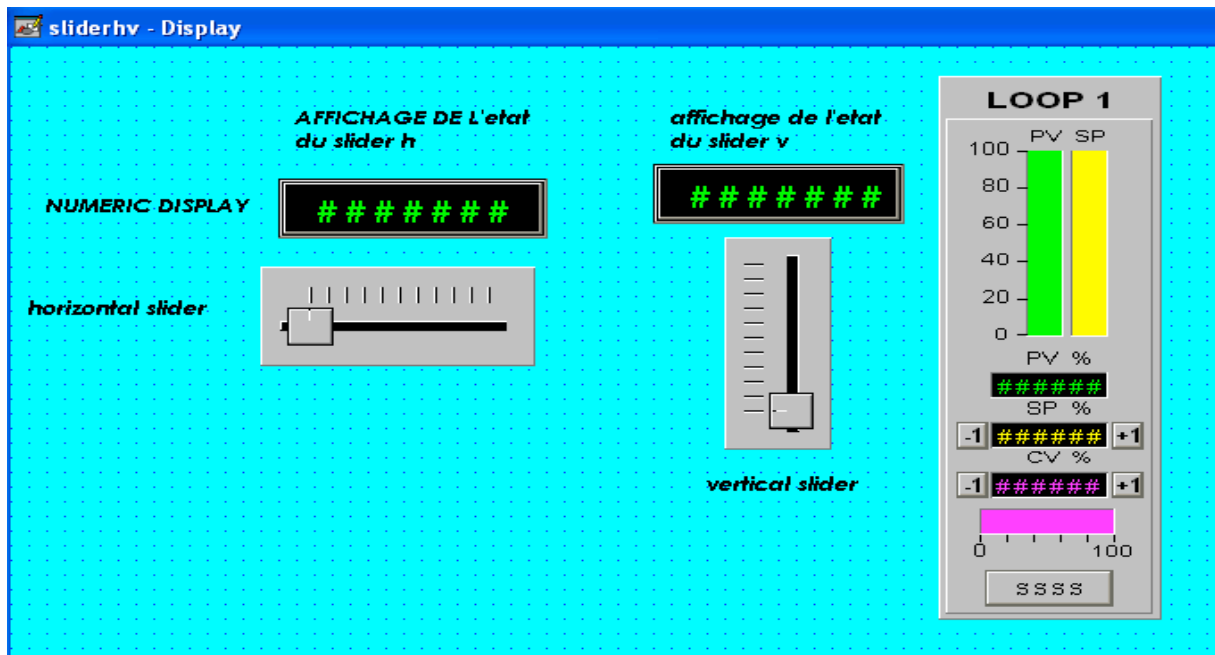 sliderhv - Display
AFFICHAGE DE L'etat
du slider h
affichage de l'etat
du slider v
NUMERIC DISPLAY
#######
#######
horizontal slider
vertical slider
LOOP 1
PV SP
100
80
60
40
20
0
PV %
######
SP %
-1 ###### +1
CV %
-1 ###### +1
0 100
SSSS